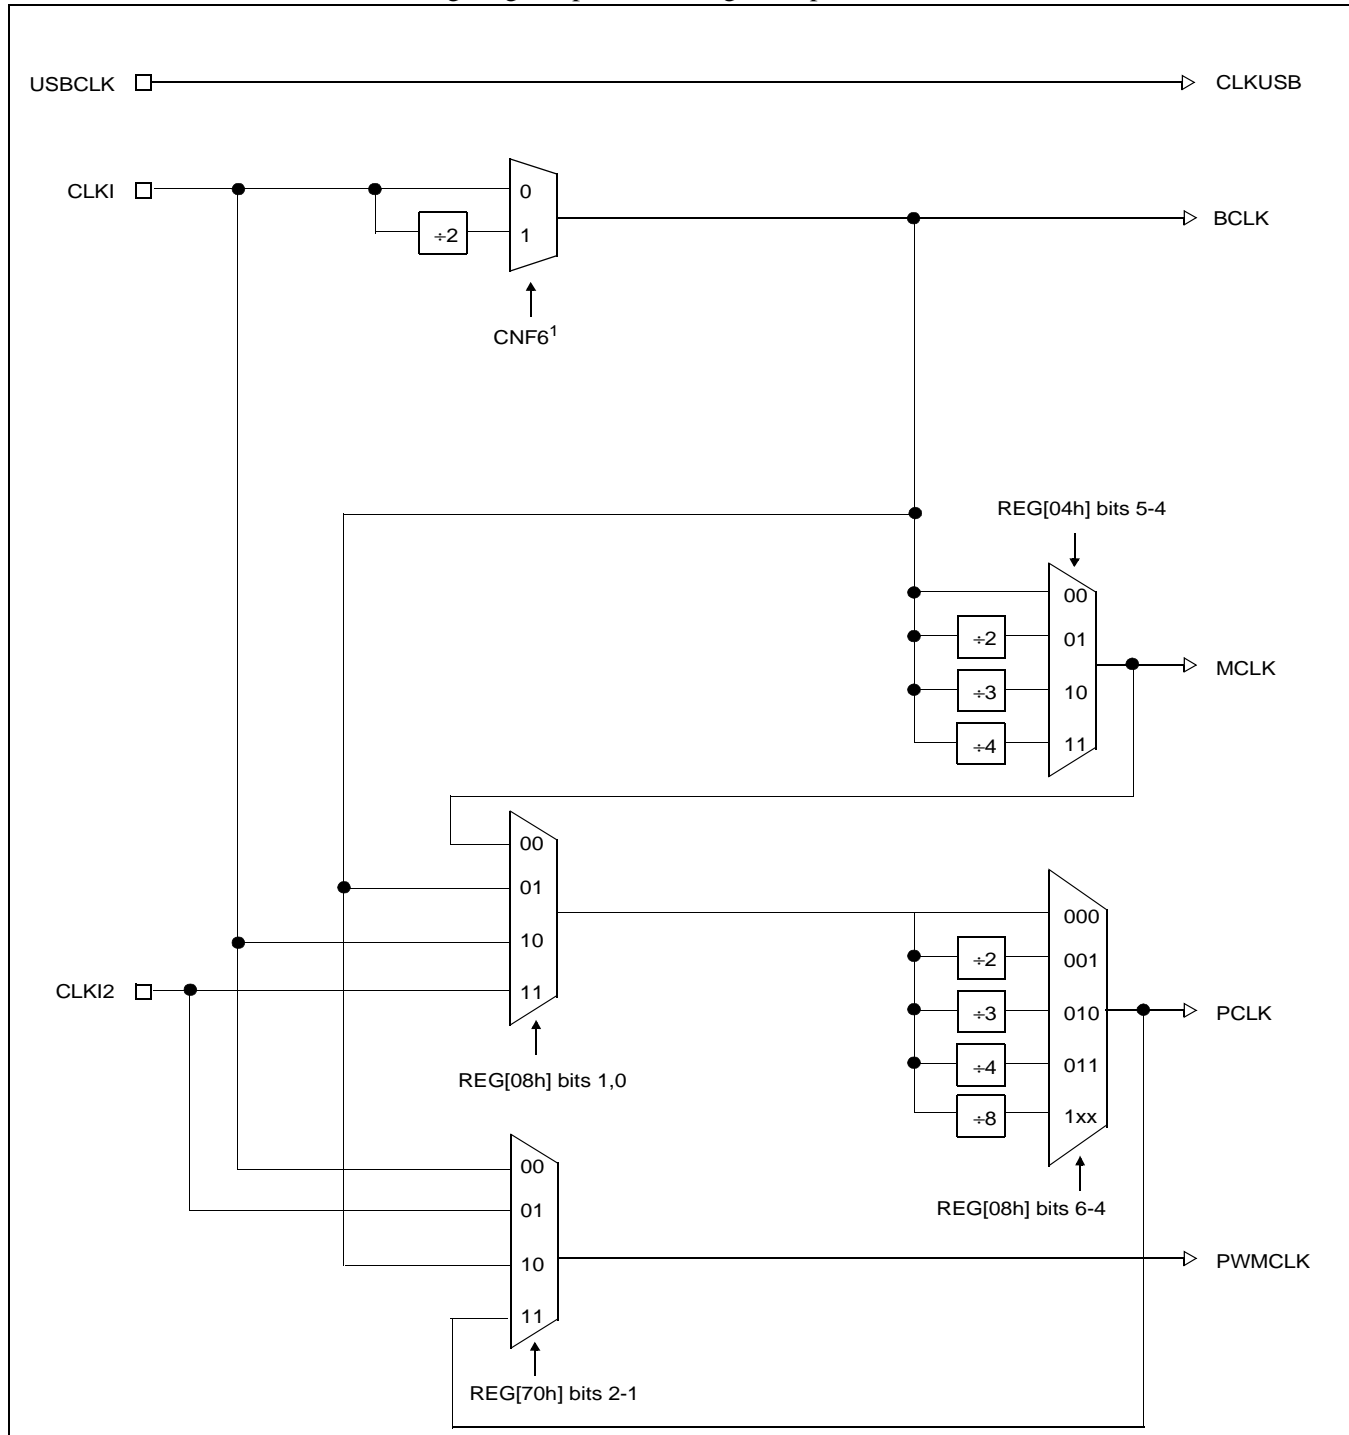 USBCLK CLKUSB
CLKI 0 BCLK
÷2 1
CNF6¹
REG[04h] bits 5-4
00
÷2 01
MCLK
÷3 10
÷4 11
00
01
10
CLKI2 11
REG[08h] bits 1,0
000
÷2 001
÷3 010 PCLK
÷4 011
÷8 1xx
REG[08h] bits 6-4
00
01
10 PWMCLK
11
REG[70h] bits 2-1